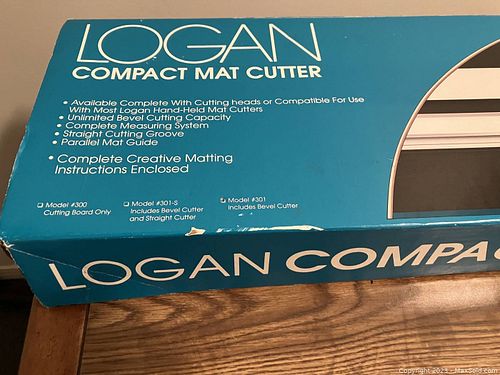 LOGAN
COMPACT MAT CUTTER
• Available Complete With Cutting heads or Compatible For Use
With Most Logan Hand-Held Mat Cutters
• Unlimited Bevel Cutting Capacity
• Complete Measuring System
• Straight Cutting Groove
• Parallel Mat Guide
• Complete Creative Matting
Instructions Enclosed
Model #300
Cutting Board Only
Model #301-S
Includes Bevel Cutter
and Straight Cutter
Model #301
Includes Bevel Cutter
LOGAN COMPAC
Copyright 2023 - MaxSold.com